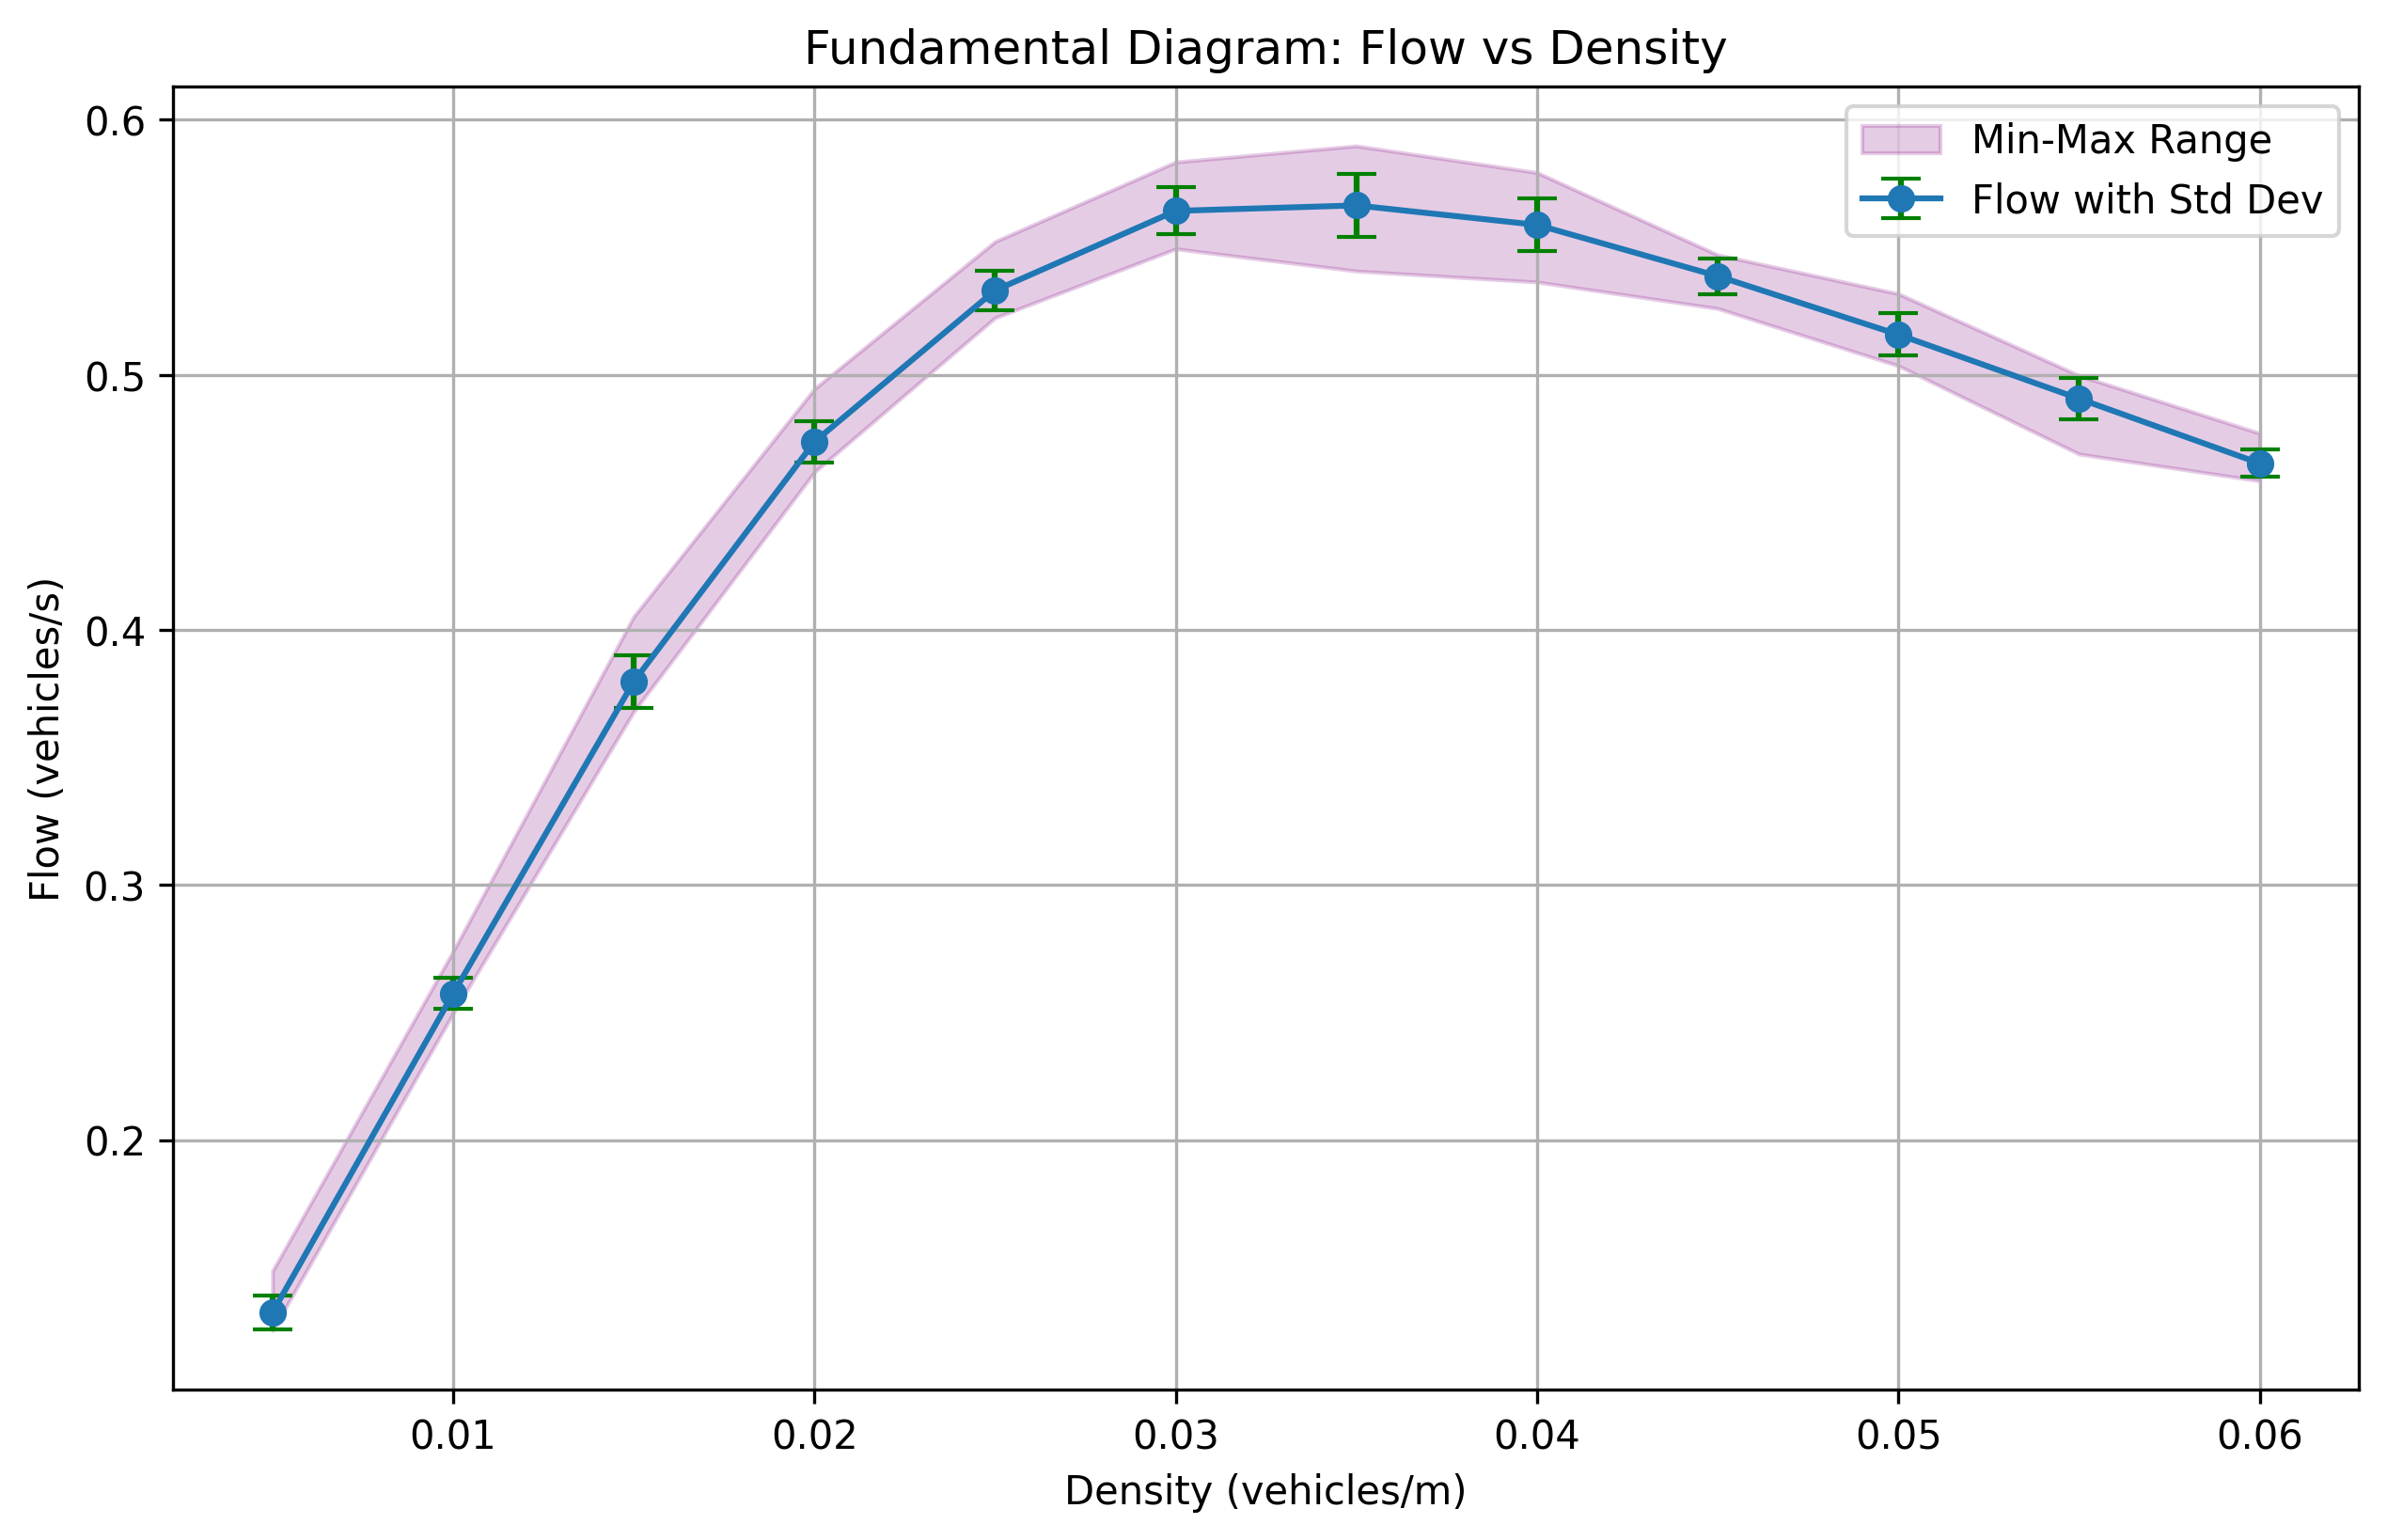 Fundamental Diagram: Flow vs Density
Min-Max Range
Flow with Std Dev
Flow (vehicles/s)
0.6
0.5
0.4
0.3
0.2
0.01 0.02 0.03 0.04 0.05 0.06
Density (vehicles/m)